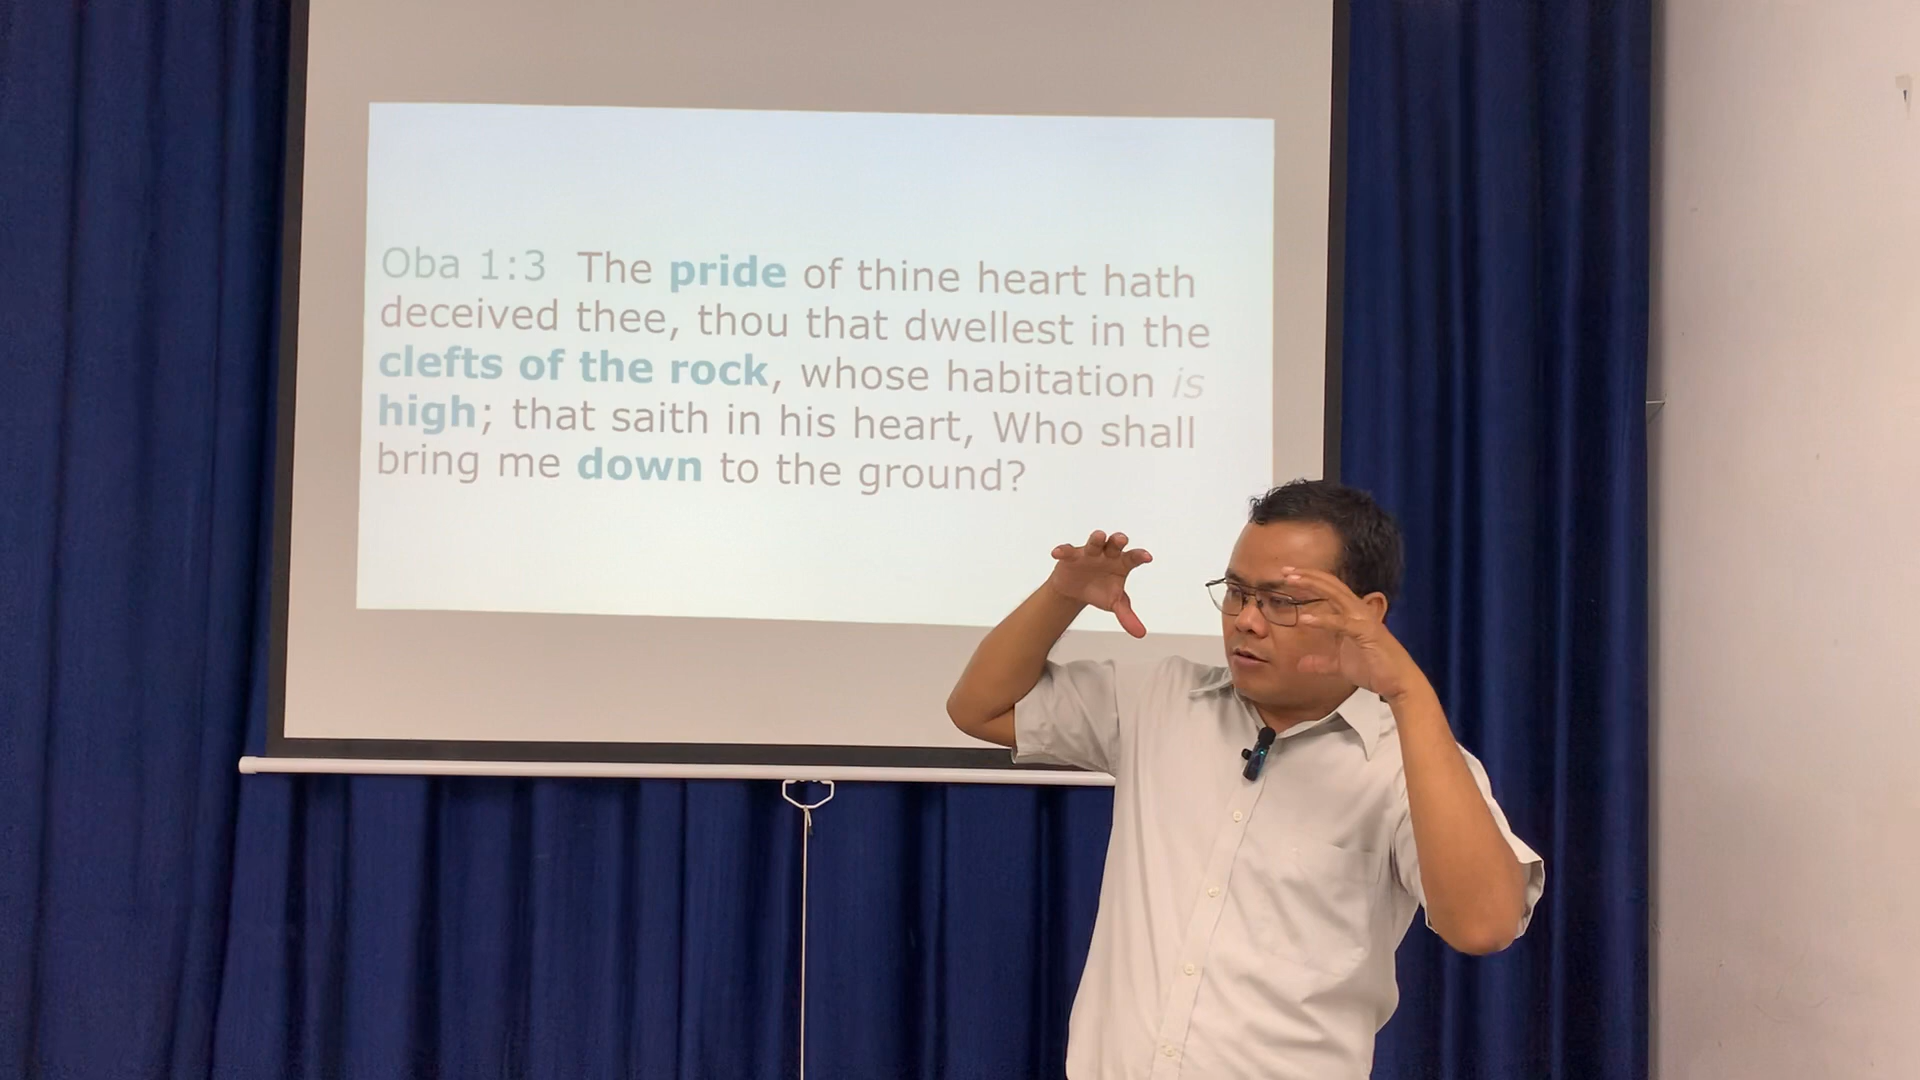 Oba 1:3 The pride of thine heart hath
deceived thee, thou that dwellest in the
clefts of the rock, whose habitation is
high; that saith in his heart, Who shall
bring me down to the ground?